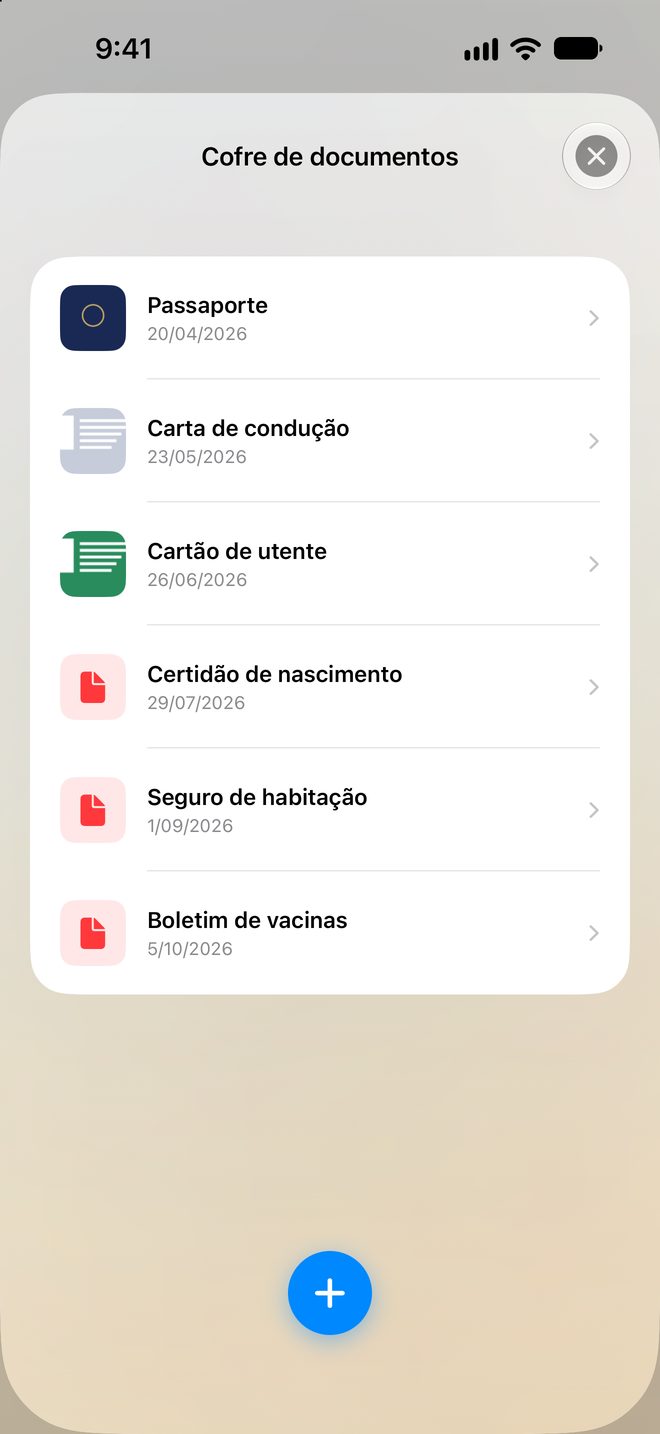 9:41
Cofre de documentos
Passaporte
20/04/2026
Carta de condução
23/05/2026
Cartão de utente
26/06/2026
Certidão de nascimento
29/07/2026
Seguro de habitação
1/09/2026
Boletim de vacinas
5/10/2026